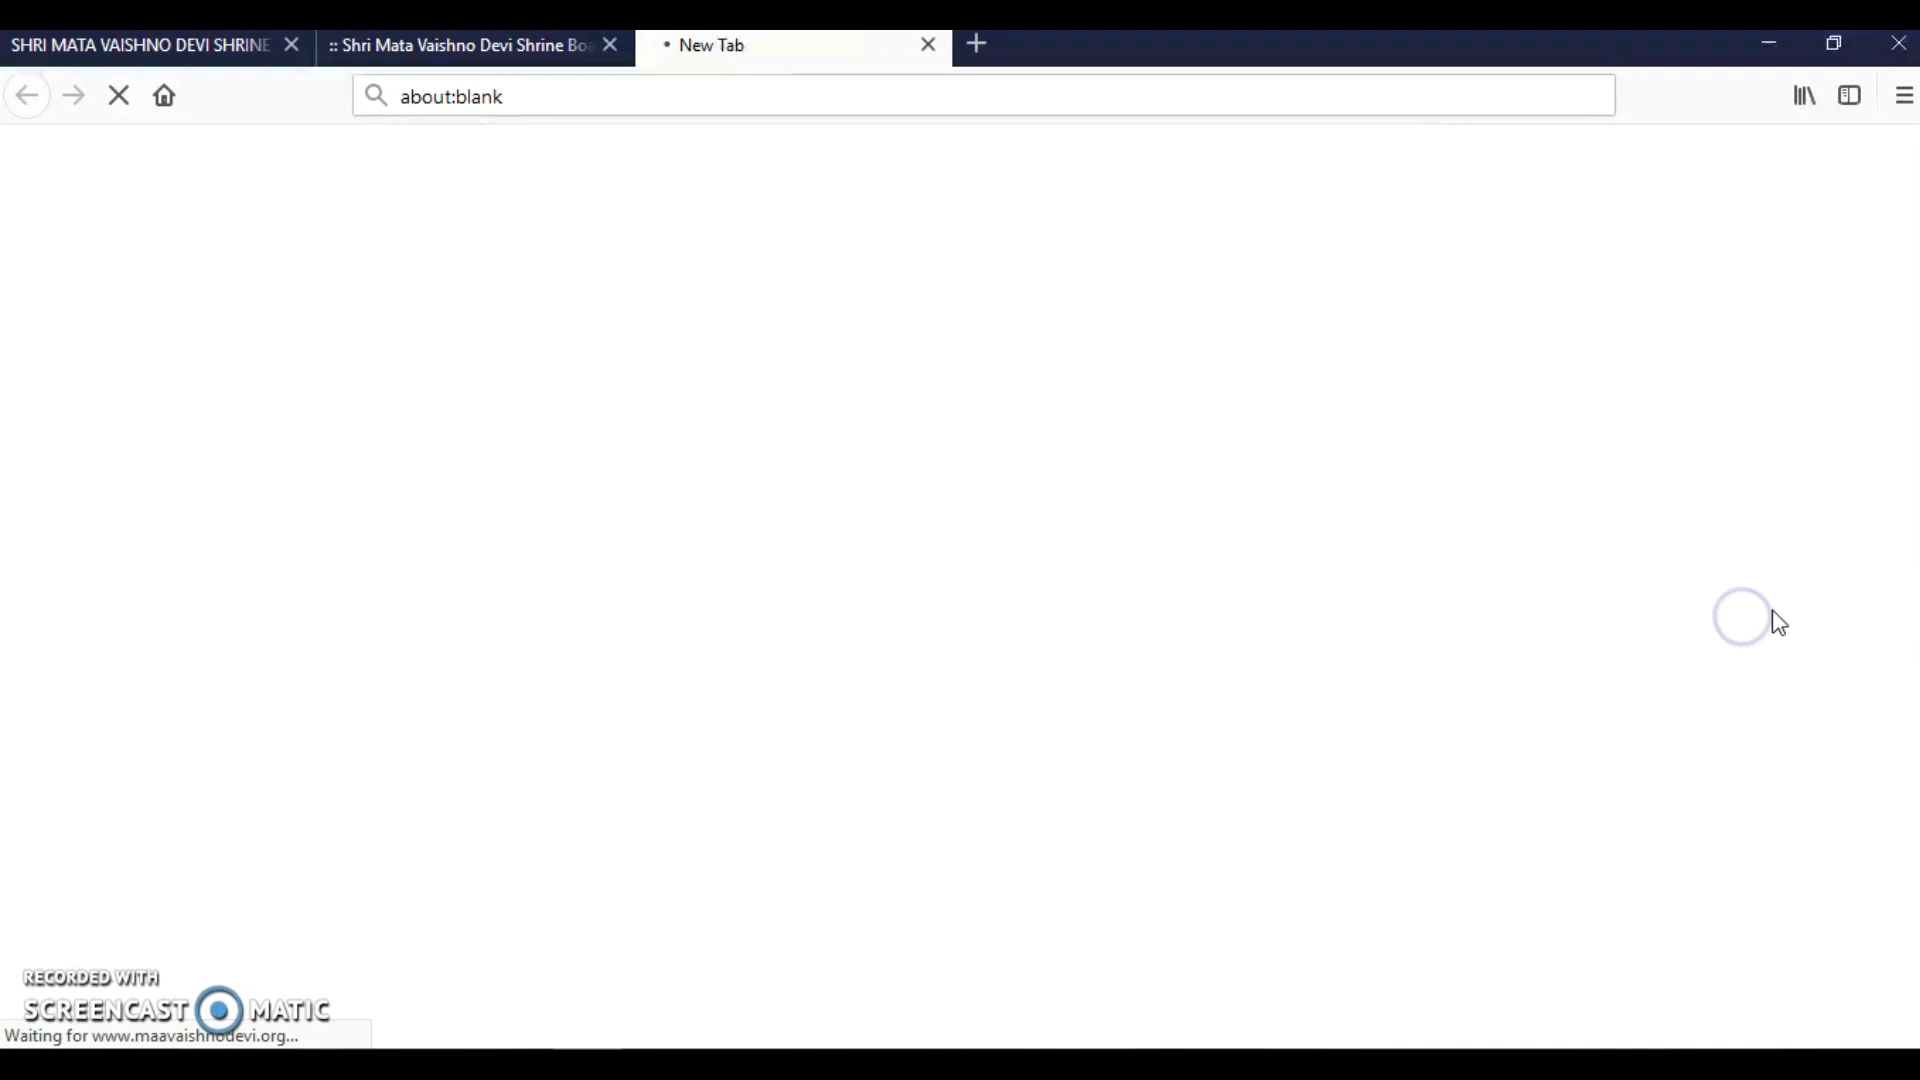 SHRI MATA VAISHNO DEVI SHRINE
:: Shri Mata Vaishno Devi Shrine Boa
• New Tab
about:blank
RECORDED WITH
SCREENCAST MATIC
Waiting for www.maavaishnodevi.org...